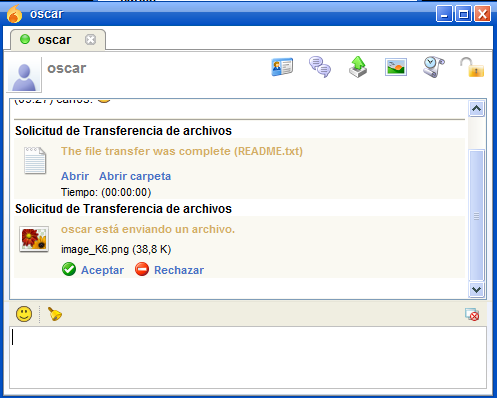 oscar
oscar
oscar
(09:27) carlos:
Solicitud de Transferencia de archivos
The file transfer was complete (README.txt)
Abrir Abrir carpeta
Tiempo: (00:00:00)
Solicitud de Transferencia de archivos
oscar está enviando un archivo.
image_K6.png (38,8 K)
Aceptar Rechazar